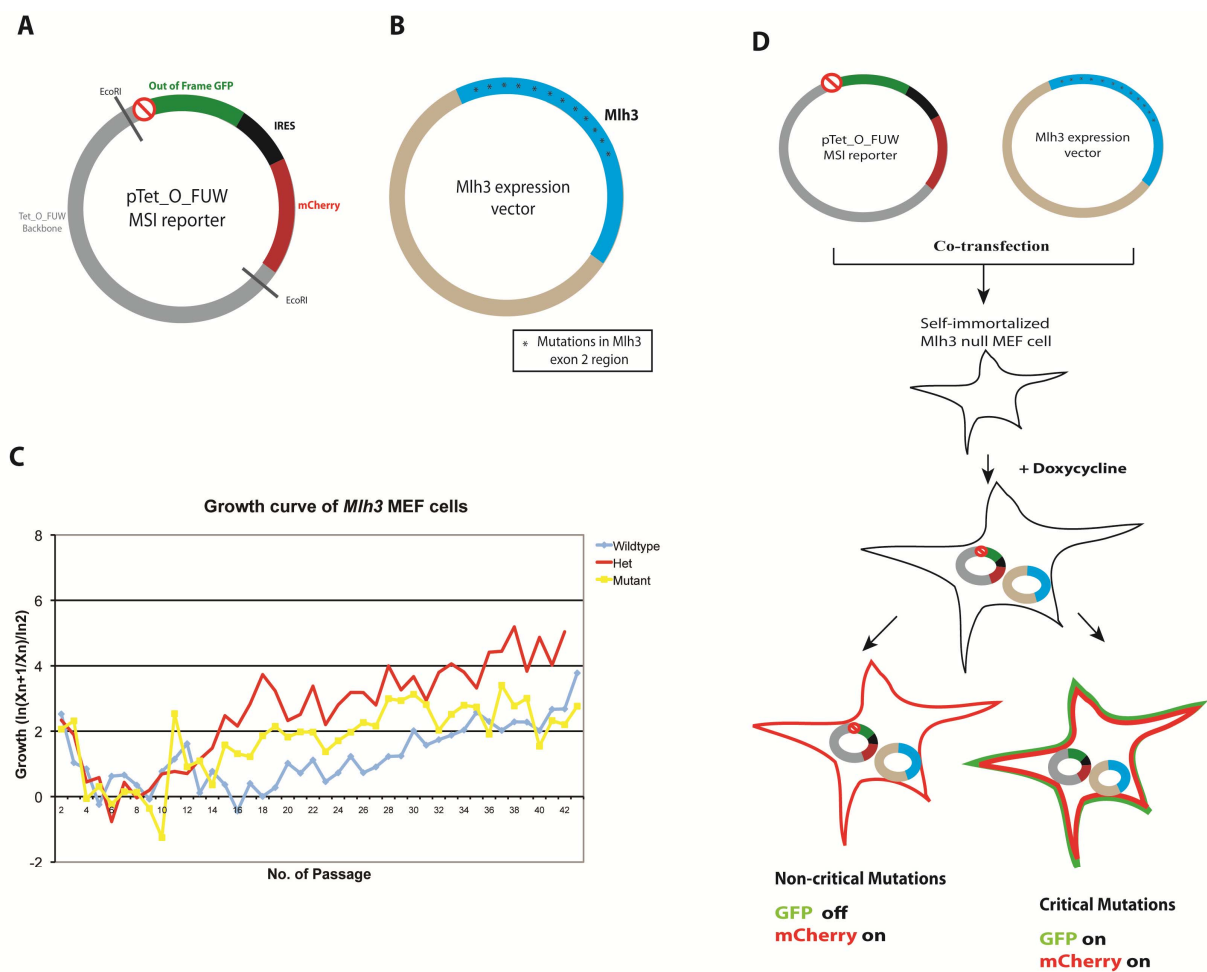 A
EcoRI
Out of Frame GFP
IRES
pTet_O_FUW
MSI reporter
mCherry
Tet_O_FUW
Backbone
EcoRI
B
Mlh3
Mlh3 expression
vector
* Mutations in Mlh3
exon 2 region
C
Growth curve of Mlh3 MEF cells
Growth (ln(Xn+1/Xn)/ln2)
8
6
4
2
0
-2
2 4 6 8 10 12 14 16 18 20 22 24 26 28 30 32 34 36 38 40 42
No. of Passage
Wildtype
Het
Mutant
D
pTet_O_FUW
MSI reporter
Mlh3 expression
vector
Co-transfection
Self-immortalized
Mlh3 null MEF cell
+ Doxycycline
Non-critical Mutations
GFP off
mCherry on
Critical Mutations
GFP on
mCherry on